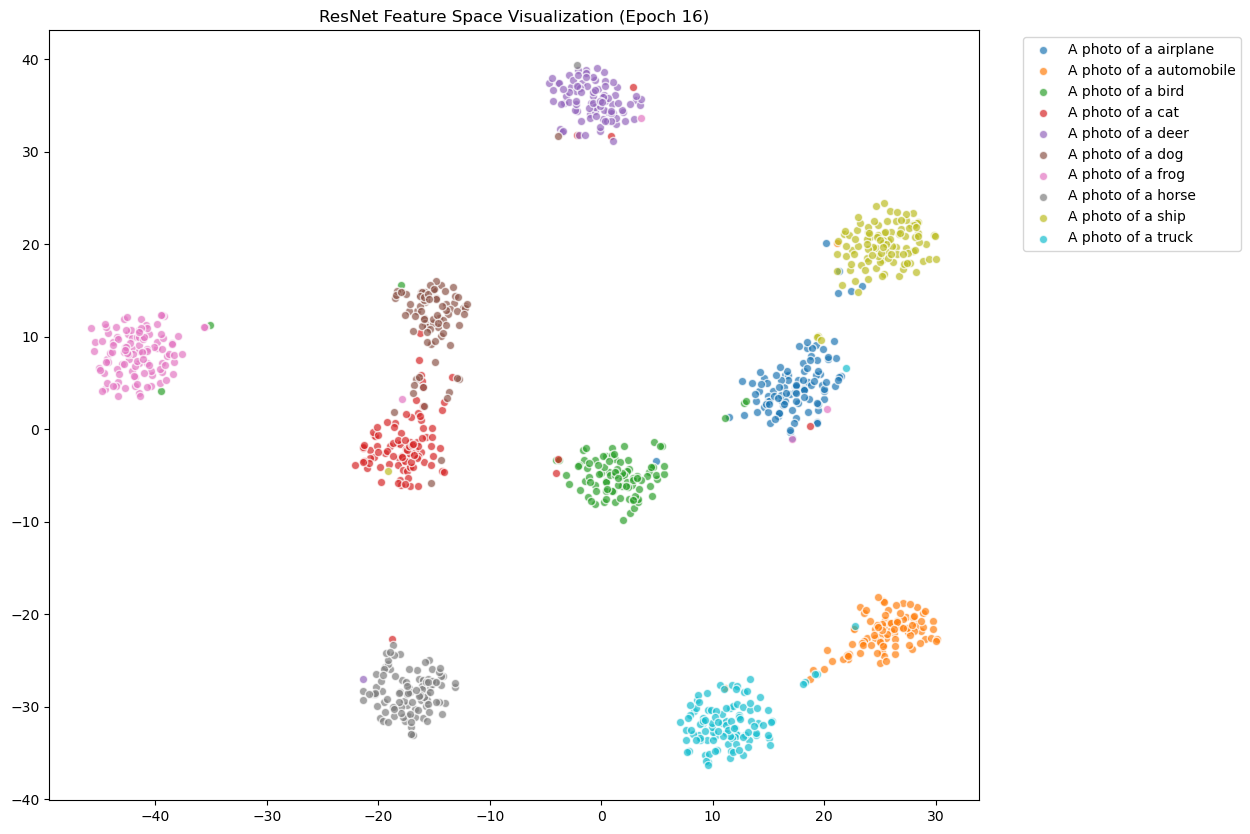 ResNet Feature Space Visualization (Epoch 16)
A photo of a airplane
A photo of a automobile
A photo of a bird
A photo of a cat
A photo of a deer
A photo of a dog
A photo of a frog
A photo of a horse
A photo of a ship
A photo of a truck
40
30
20
10
0
−10
−20
−30
−40
−40 −30 −20 −10 0 10 20 30